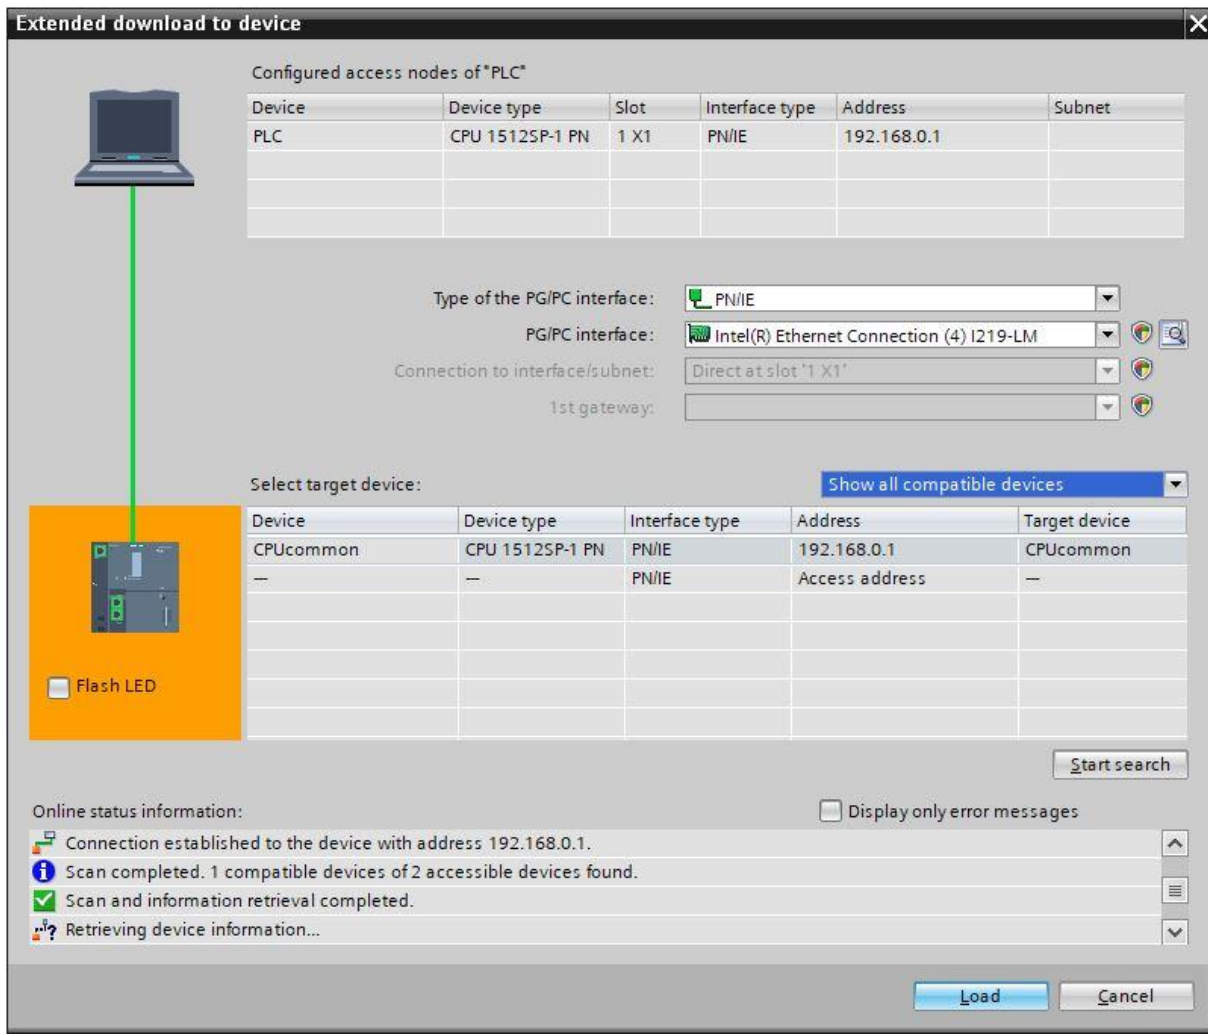 Extended download to device
Configured access nodes of "PLC"
Device Device type Slot Interface type Address Subnet
PLC CPU 1512SP-1 PN 1 X1 PN/IE 192.168.0.1
Type of the PG/PC interface: PN/IE
PG/PC interface: Intel(R) Ethernet Connection (4) I219-LM
Connection to interface/subnet: Direct at slot '1 X1'
1st gateway:
Select target device: Show all compatible devices
Device Device type Interface type Address Target device
CPUcommon CPU 1512SP-1 PN PN/IE 192.168.0.1 CPUcommon
— — PN/IE Access address —
Flash LED
Start search
Online status information: Display only error messages
Connection established to the device with address 192.168.0.1.
Scan completed. 1 compatible devices of 2 accessible devices found.
Scan and information retrieval completed.
Retrieving device information...
Load Cancel